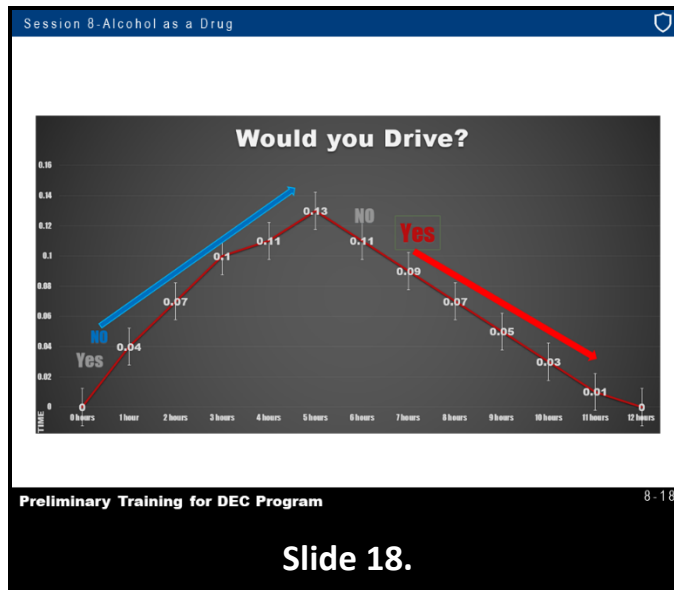 Session 8-Alcohol as a Drug
Would you Drive?
0.16
0.14
0.12
0.1
0.08
0.06
0.04
0.02
0
0
0.04
0.07
0.1
0.11
0.13
0.11
0.09
0.07
0.05
0.03
0.01
0
NO
Yes
NO
Yes
TIME
0 hours 1 hour 2 hours 3 hours 4 hours 5 hours 6 hours 7 hours 8 hours 9 hours 10 hours 11 hours 12 hours
Preliminary Training for DEC Program
8-18
Slide 18.